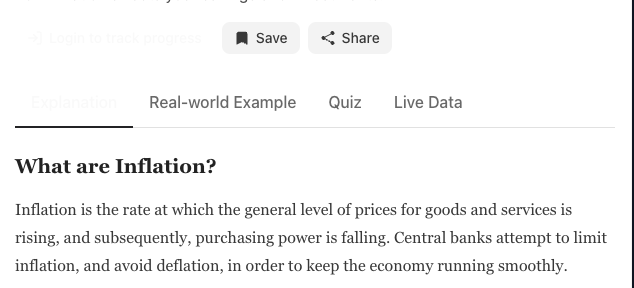 Login to track progress
Save
Share
Explanation
Real-world Example
Quiz
Live Data
What are Inflation?
Inflation is the rate at which the general level of prices for goods and services is
rising, and subsequently, purchasing power is falling. Central banks attempt to limit
inflation, and avoid deflation, in order to keep the economy running smoothly.